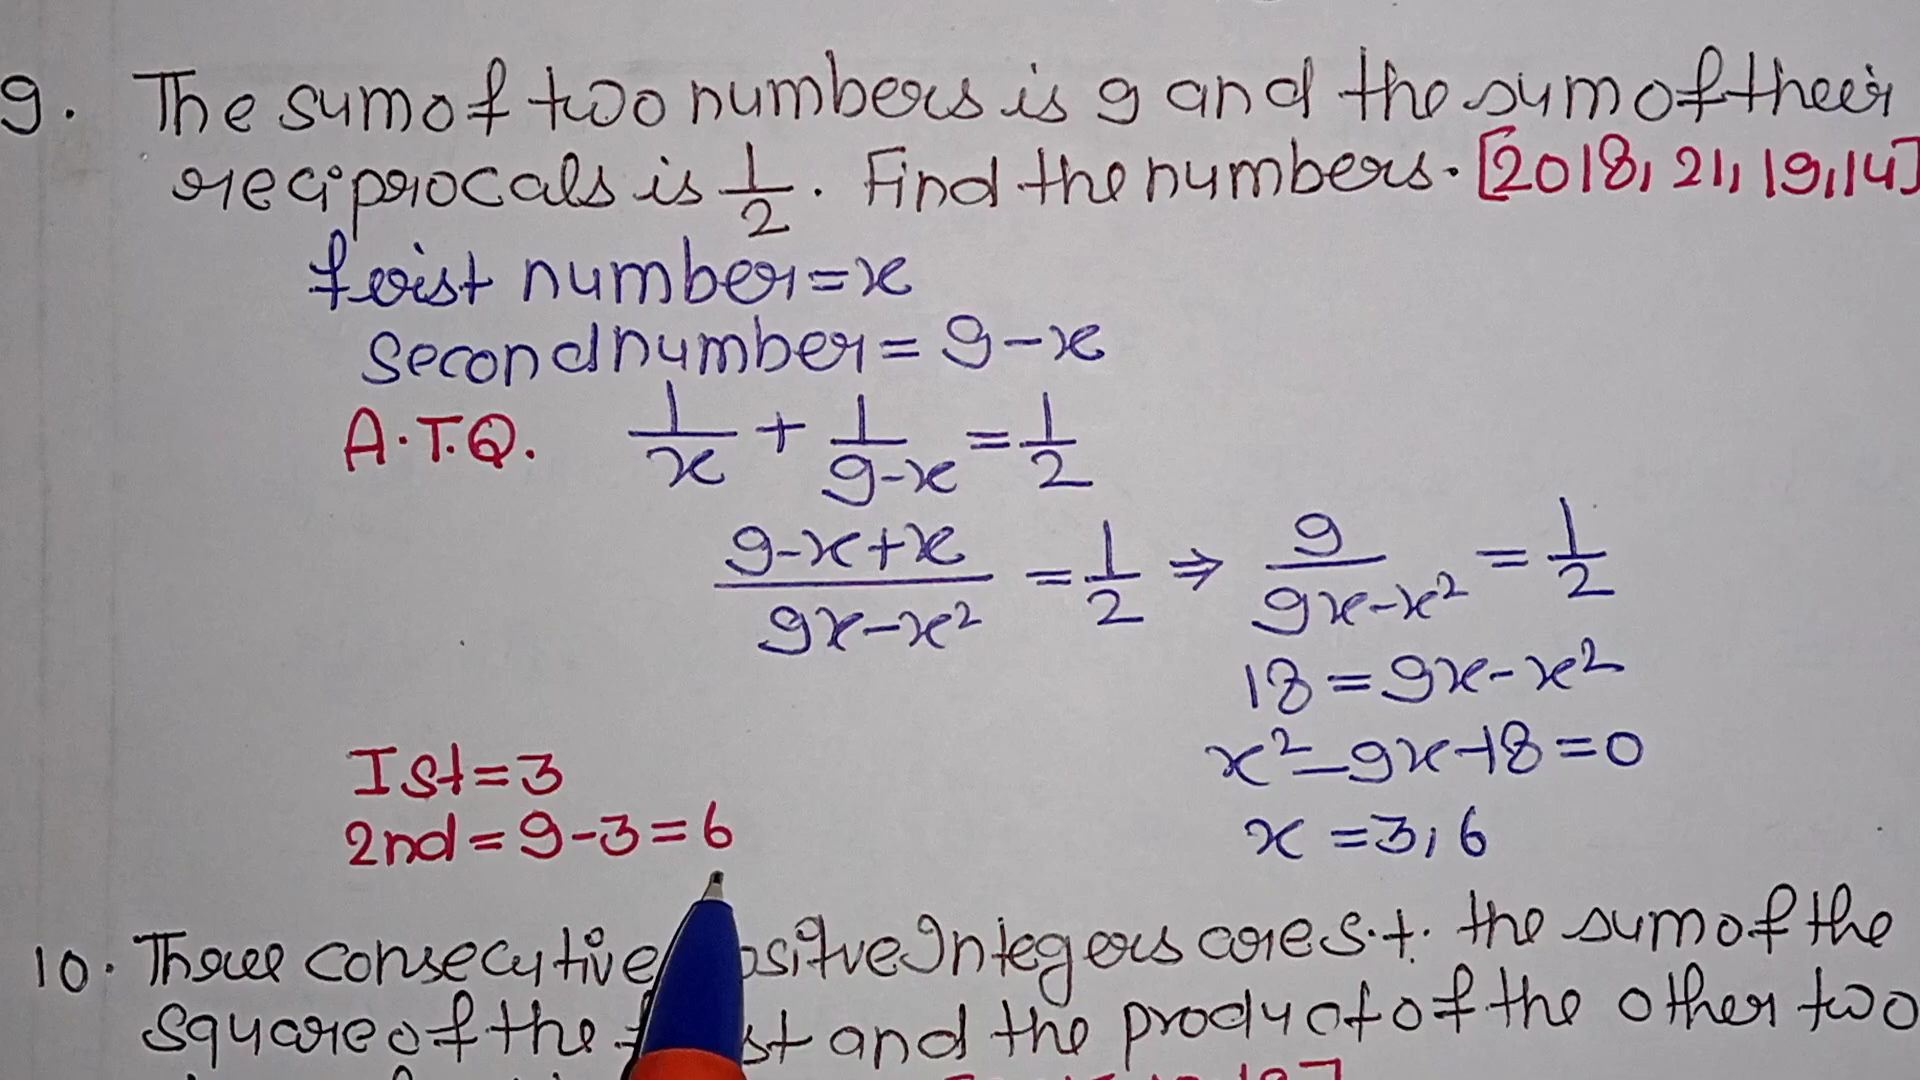 9. The sum of two numbers is 9 and the sum of their
reciprocals is 1/2. Find the numbers. [2018, 21, 19, 14]
first number = x
Second number = 9-x
A.T.Q. 1/x + 1/9-x = 1/2
9-x+x/9x-x² = 1/2 ⇒ 9/9x-x² = 1/2
18 = 9x-x²
x²-9x+18=0
x = 3, 6
Ist = 3
2nd = 9-3 = 6
10. Three consecutive Integers are s.t. the sum of the
square of the and the product of the other two